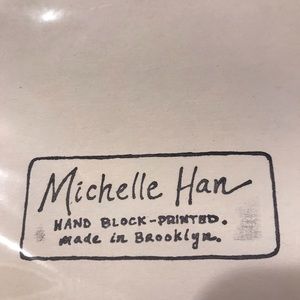 Michelle Han
HAND BLOCK-PRINTED.
made in Brooklyn.